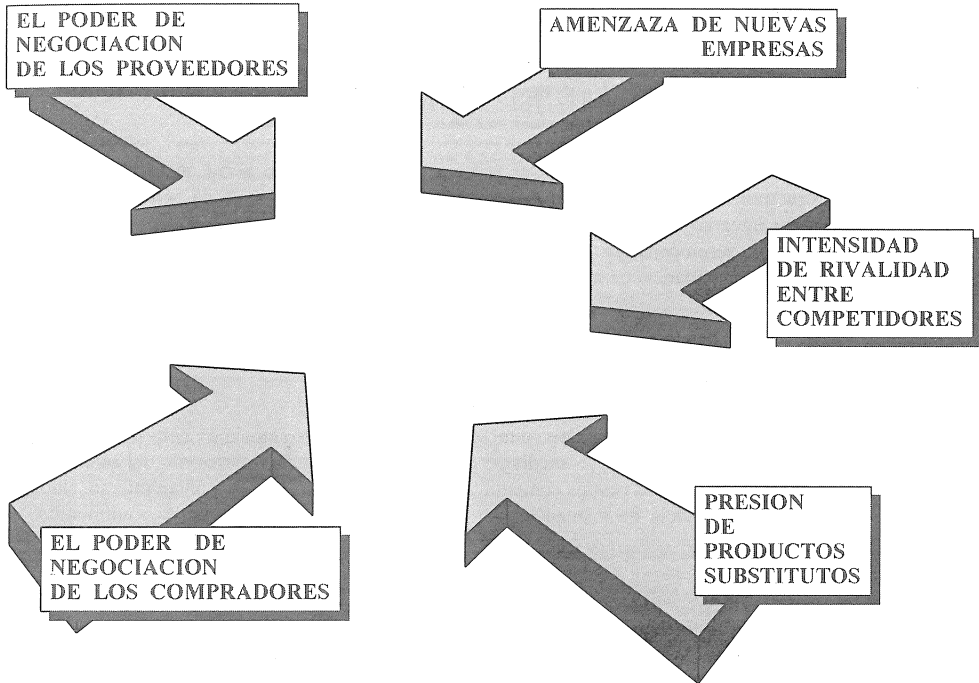 EL PODER DE
NEGOCIACION
DE LOS PROVEEDORES
AMENZAZA DE NUEVAS
EMPRESAS
INTENSIDAD
DE RIVALIDAD
ENTRE
COMPETIDORES
EL PODER DE
NEGOCIACION
DE LOS COMPRADORES
PRESION
DE
PRODUCTOS
SUBSTITUTOS